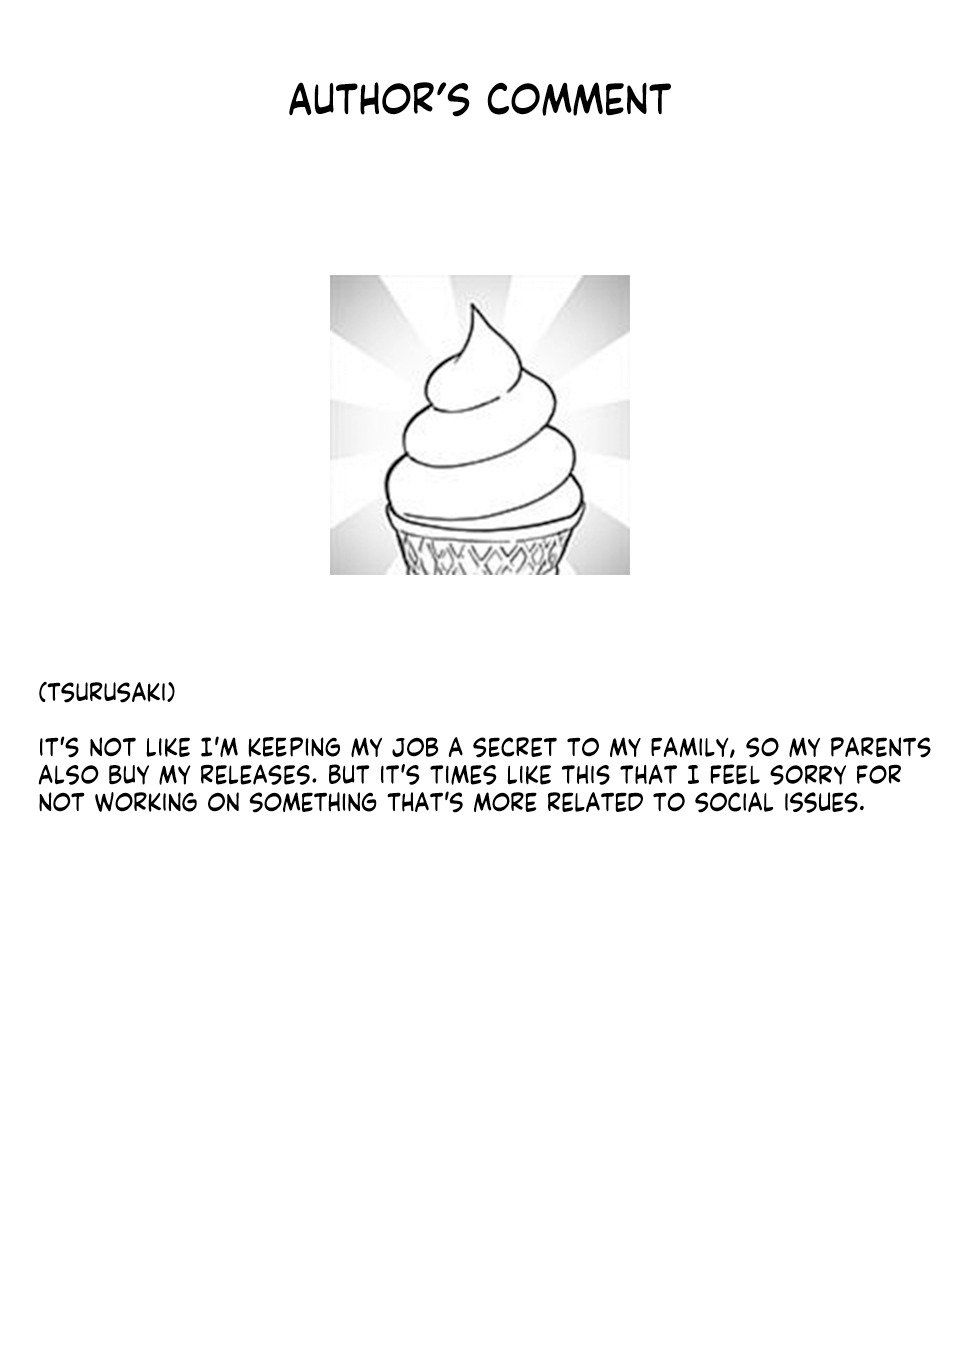 AUTHOR'S COMMENT
(TSURUSAKI)
IT'S NOT LIKE I'M KEEPING MY JOB A SECRET TO MY FAMILY, SO MY PARENTS
ALSO BUY MY RELEASES. BUT IT'S TIMES LIKE THIS THAT I FEEL SORRY FOR
NOT WORKING ON SOMETHING THAT'S MORE RELATED TO SOCIAL ISSUES.